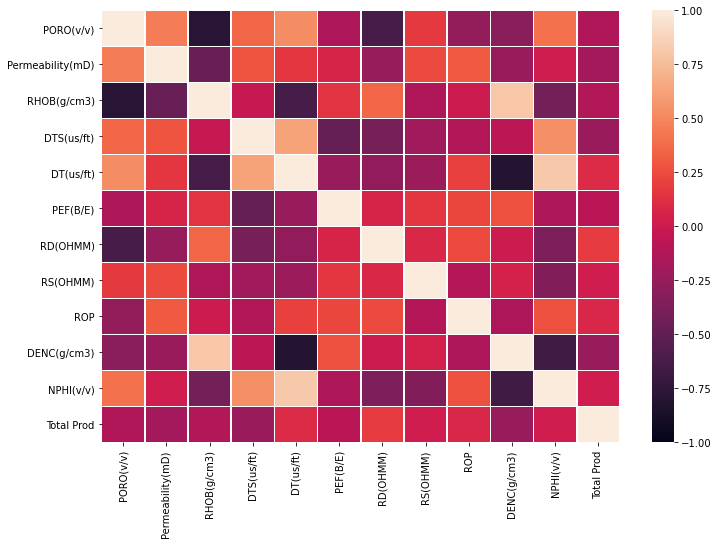 PORO(v/v)
Permeability(mD)
RHOB(g/cm3)
DTS(us/ft)
DT(us/ft)
PEF(B/E)
RD(OHMM)
RS(OHMM)
ROP
DENC(g/cm3)
NPHI(v/v)
Total Prod
PORO(v/v)
Permeability(mD)
RHOB(g/cm3)
DTS(us/ft)
DT(us/ft)
PEF(B/E)
RD(OHMM)
RS(OHMM)
ROP
DENC(g/cm3)
NPHI(v/v)
Total Prod
1.00
0.75
0.50
0.25
0.00
−0.25
−0.50
−0.75
−1.00